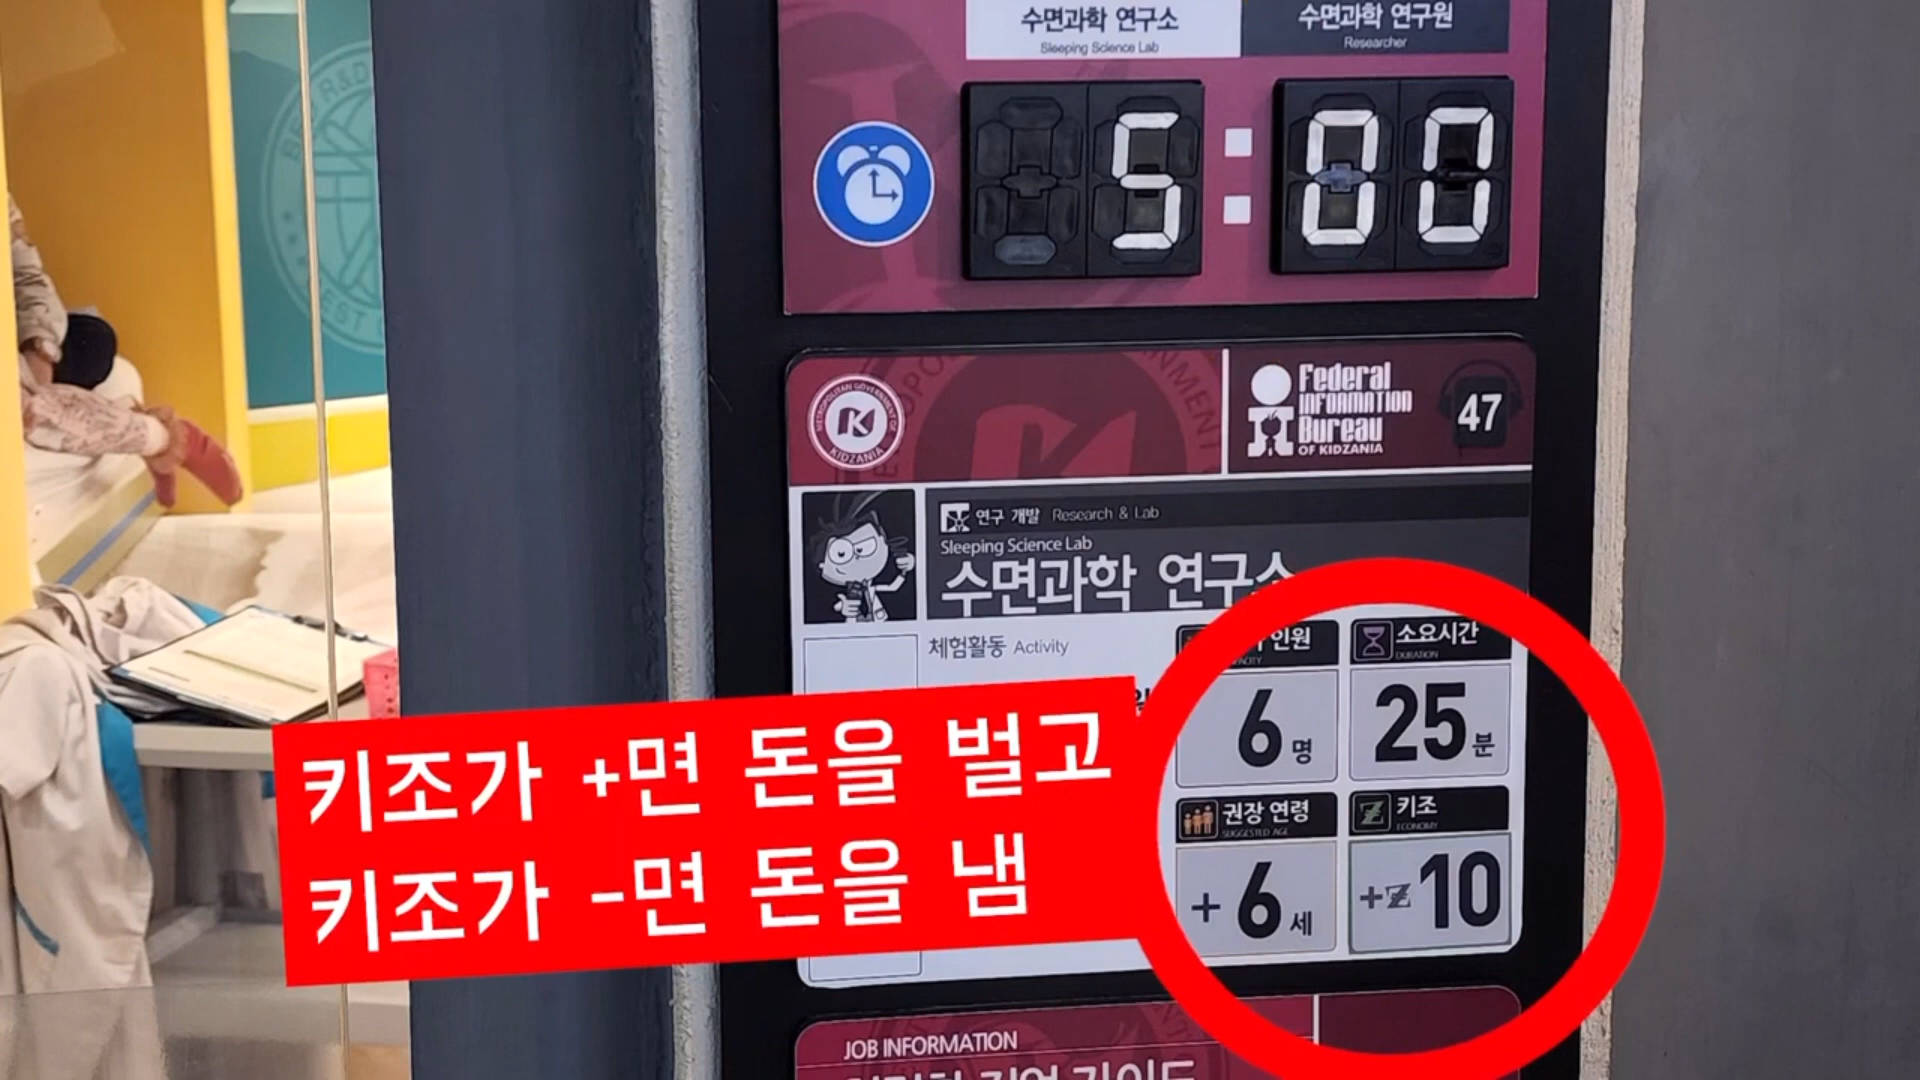 수면과학 연구소
Sleeping Science Lab
수면과학 연구원
Researcher
5:00
METROPOLITAN GOVERNMENT OF KIDZANIA
Federal
INFORMATION
Bureau
OF KIDZANIA
47
연구 개발 Research & Lab
Sleeping Science Lab
수면과학 연구소
체험활동 Activity
인원
소요시간
DURATION
6명
25분
권장 연령
SUGGESTED AGE
키조
ECONOMY
+6세
+10
키조가 +면 돈을 벌고
키조가 -면 돈을 냄
JOB INFORMATION